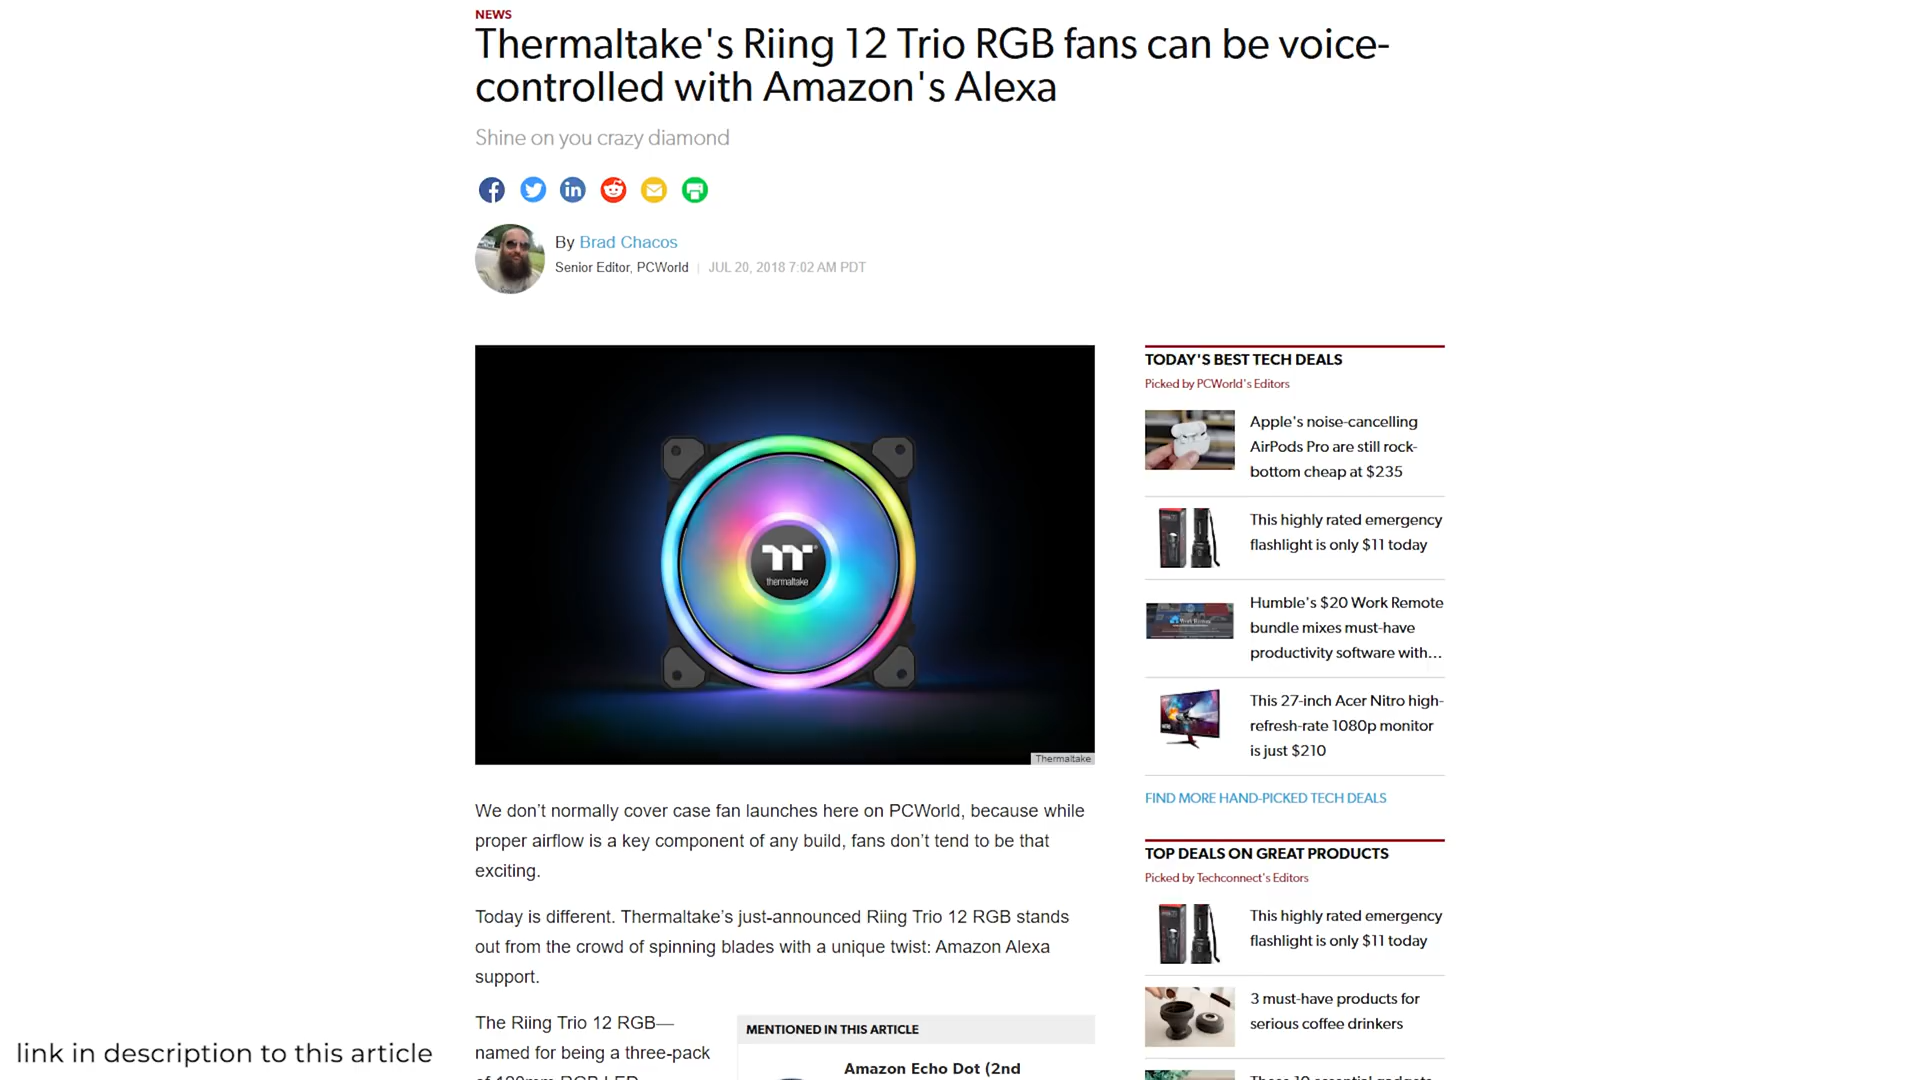 NEWS
Thermaltake's Riing 12 Trio RGB fans can be voice-
controlled with Amazon's Alexa
Shine on you crazy diamond
By Brad Chacos
Senior Editor, PCWorld | JUL 20, 2018 7:02 AM PDT
thermaltake
Thermaltake
We don't normally cover case fan launches here on PCWorld, because while
proper airflow is a key component of any build, fans don't tend to be that
exciting.
Today is different. Thermaltake's just-announced Riing Trio 12 RGB stands
out from the crowd of spinning blades with a unique twist: Amazon Alexa
support.
The Riing Trio 12 RGB—
named for being a three-pack
of 120mm RGB LED
MENTIONED IN THIS ARTICLE
Amazon Echo Dot (2nd
TODAY'S BEST TECH DEALS
Picked by PCWorld's Editors
Apple's noise-cancelling
AirPods Pro are still rock-
bottom cheap at $235
This highly rated emergency
flashlight is only $11 today
Humble's $20 Work Remote
bundle mixes must-have
productivity software with...
This 27-inch Acer Nitro high-
refresh-rate 1080p monitor
is just $210
FIND MORE HAND-PICKED TECH DEALS
TOP DEALS ON GREAT PRODUCTS
Picked by Techconnect's Editors
This highly rated emergency
flashlight is only $11 today
3 must-have products for
serious coffee drinkers
These 10 essential gadgets
link in description to this article